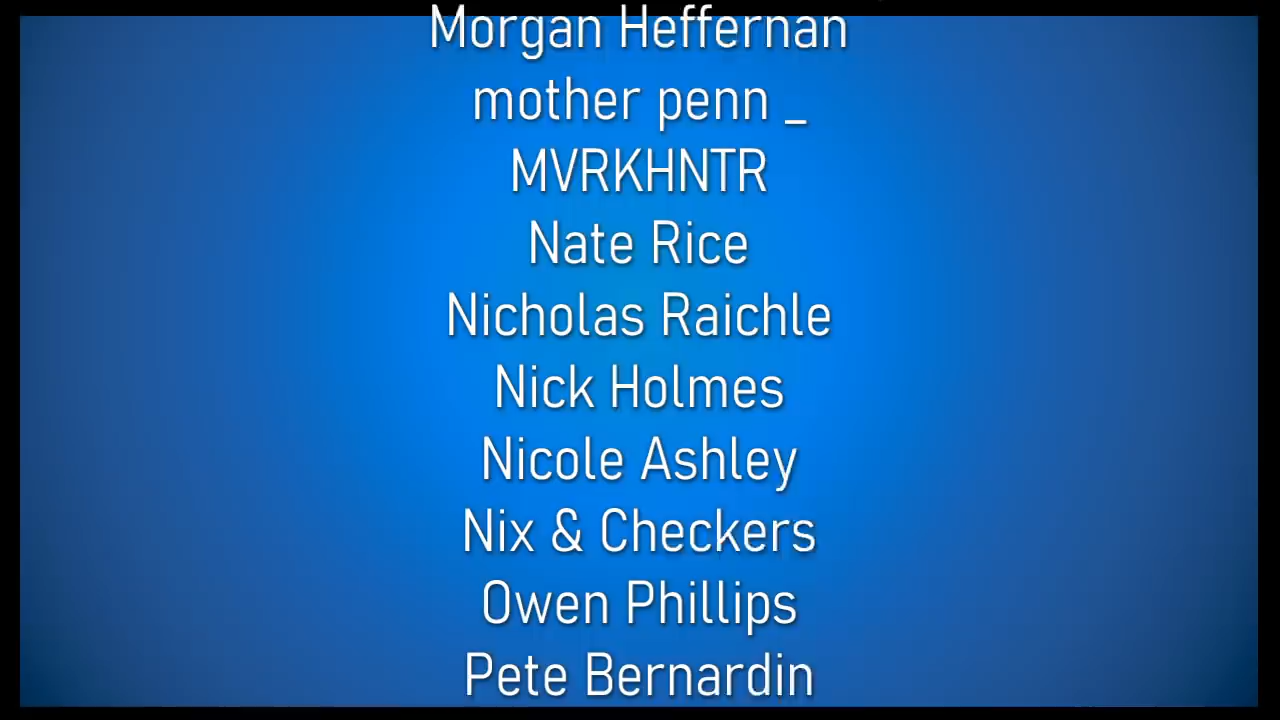 Morgan Heffernan
mother penn _
MVRKHNTR
Nate Rice
Nicholas Raichle
Nick Holmes
Nicole Ashley
Nix & Checkers
Owen Phillips
Pete Bernardin